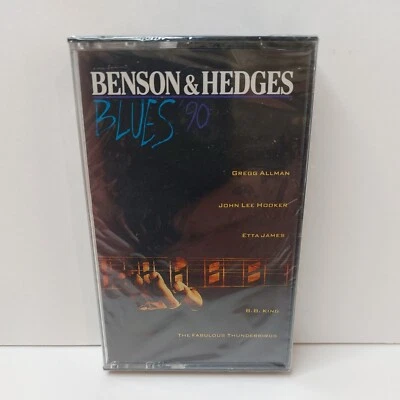 BENSON & HEDGES
BLUES '90
GREGG ALLMAN
JOHN LEE HOOKER
ETTA JAMES
B.B. KING
THE FABULOUS THUNDERBIRDS